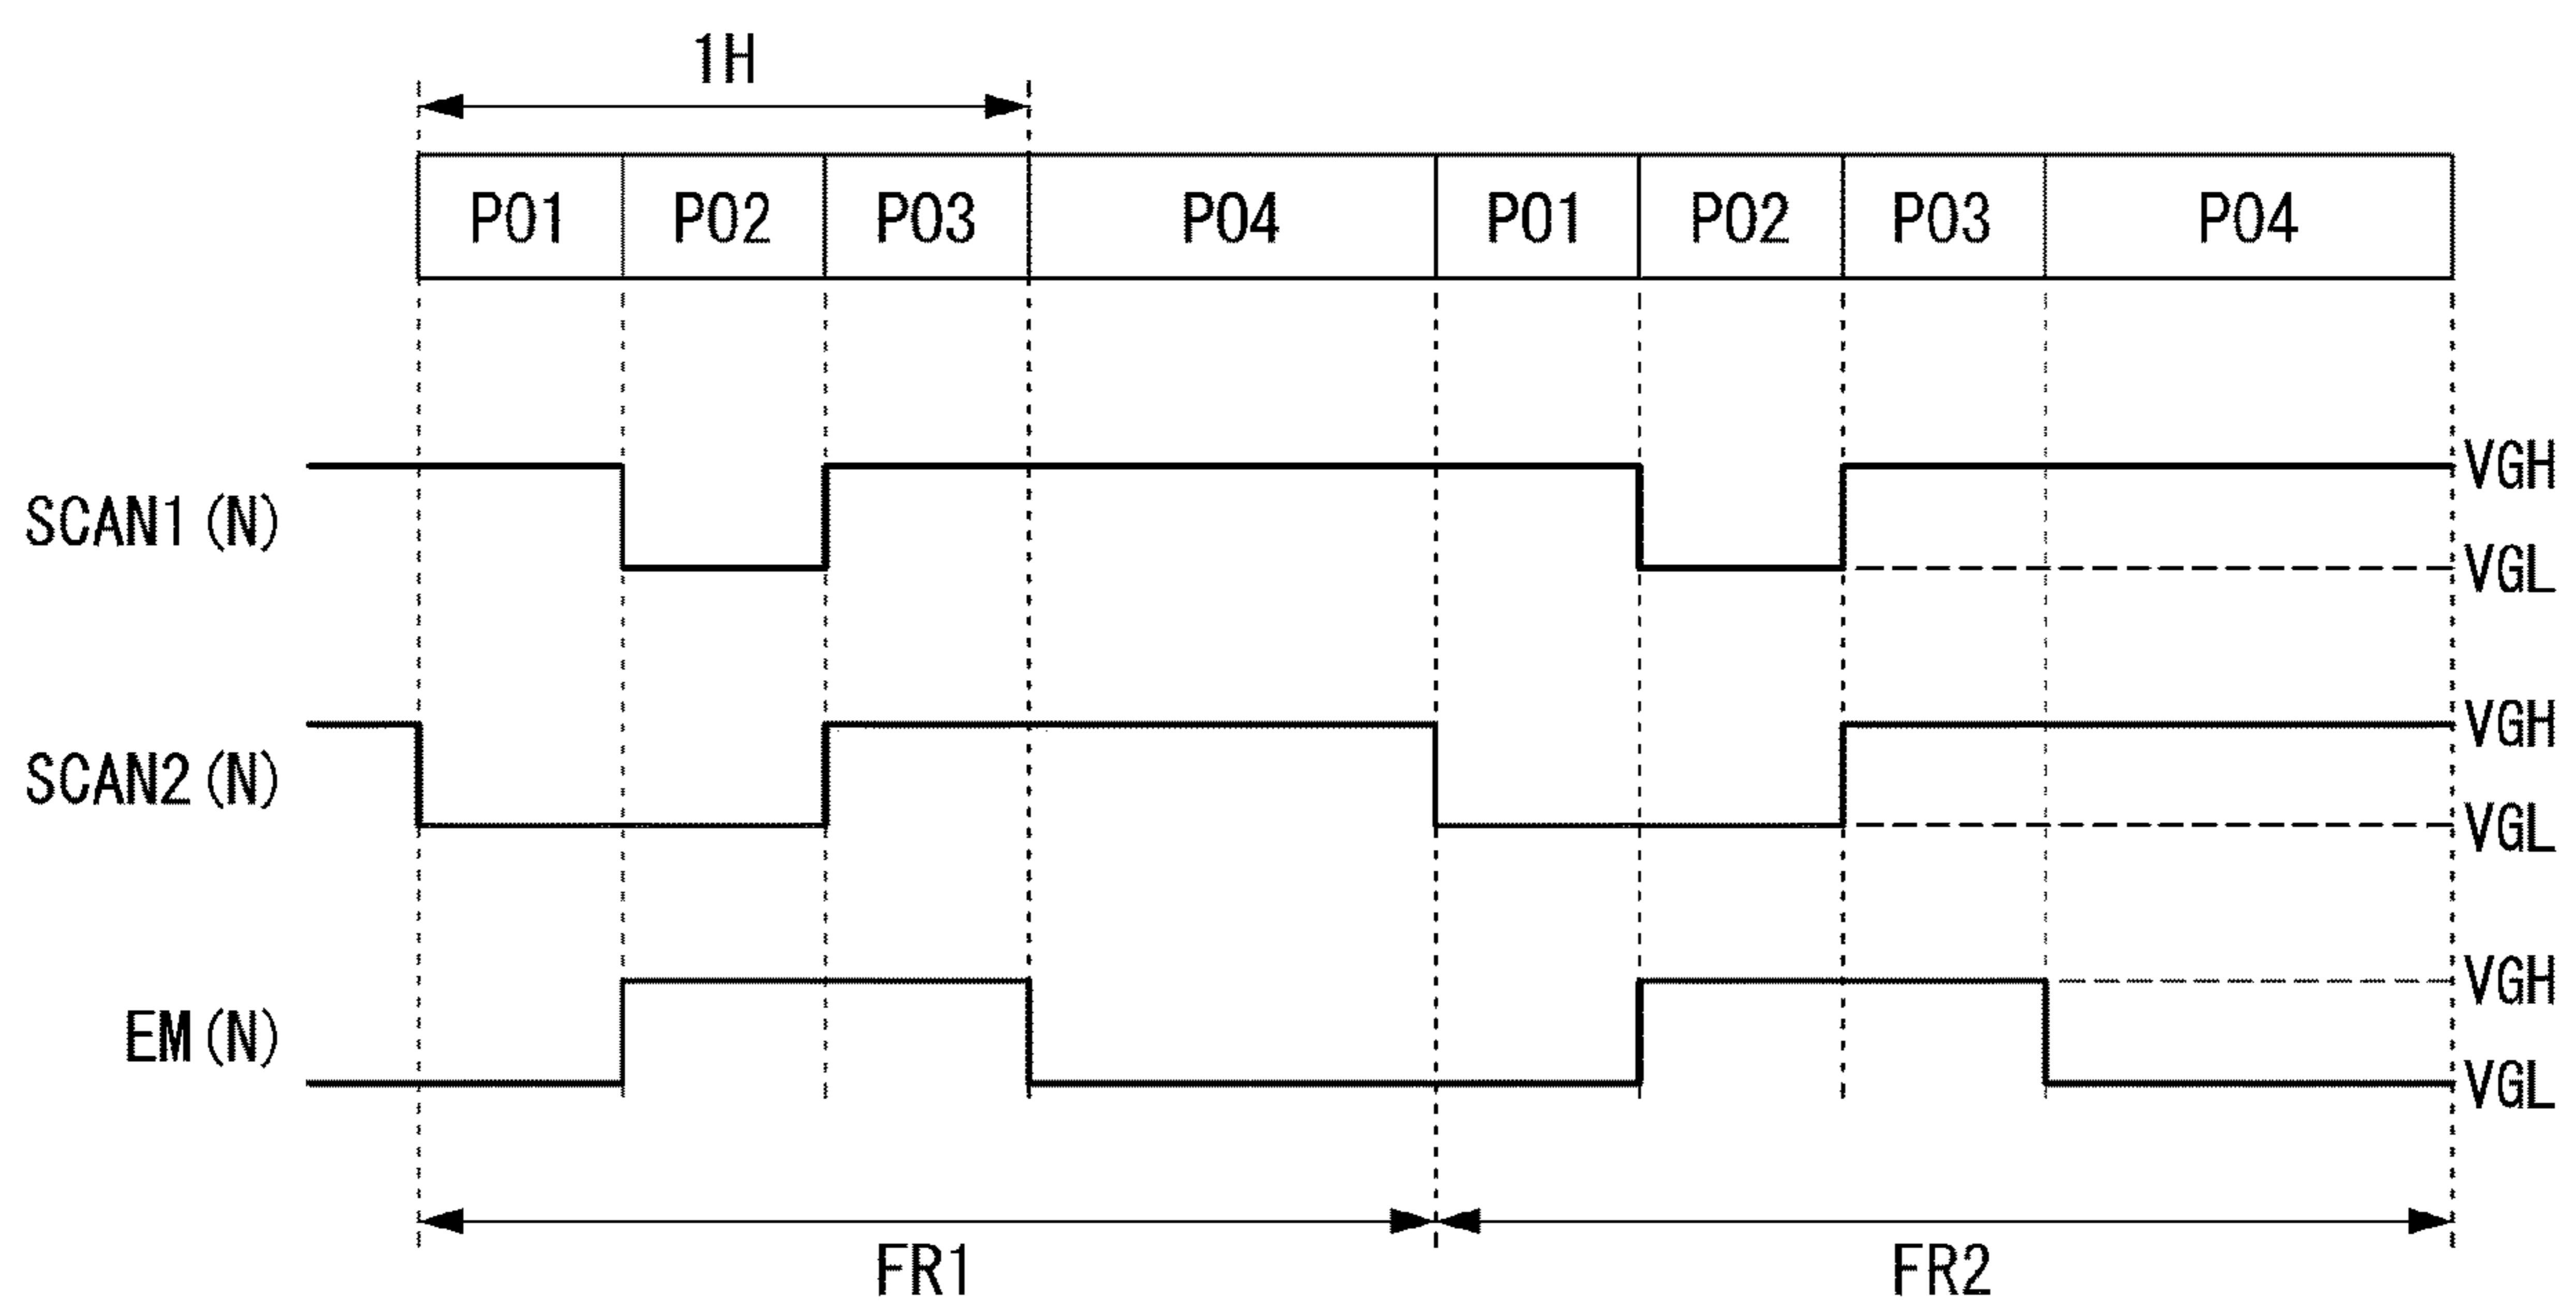 1H
P01 P02 P03 P04 P01 P02 P03 P04
VGH
SCAN1(N)
VGL
VGH
SCAN2(N)
VGL
VGH
EM(N)
VGL
FR1 FR2